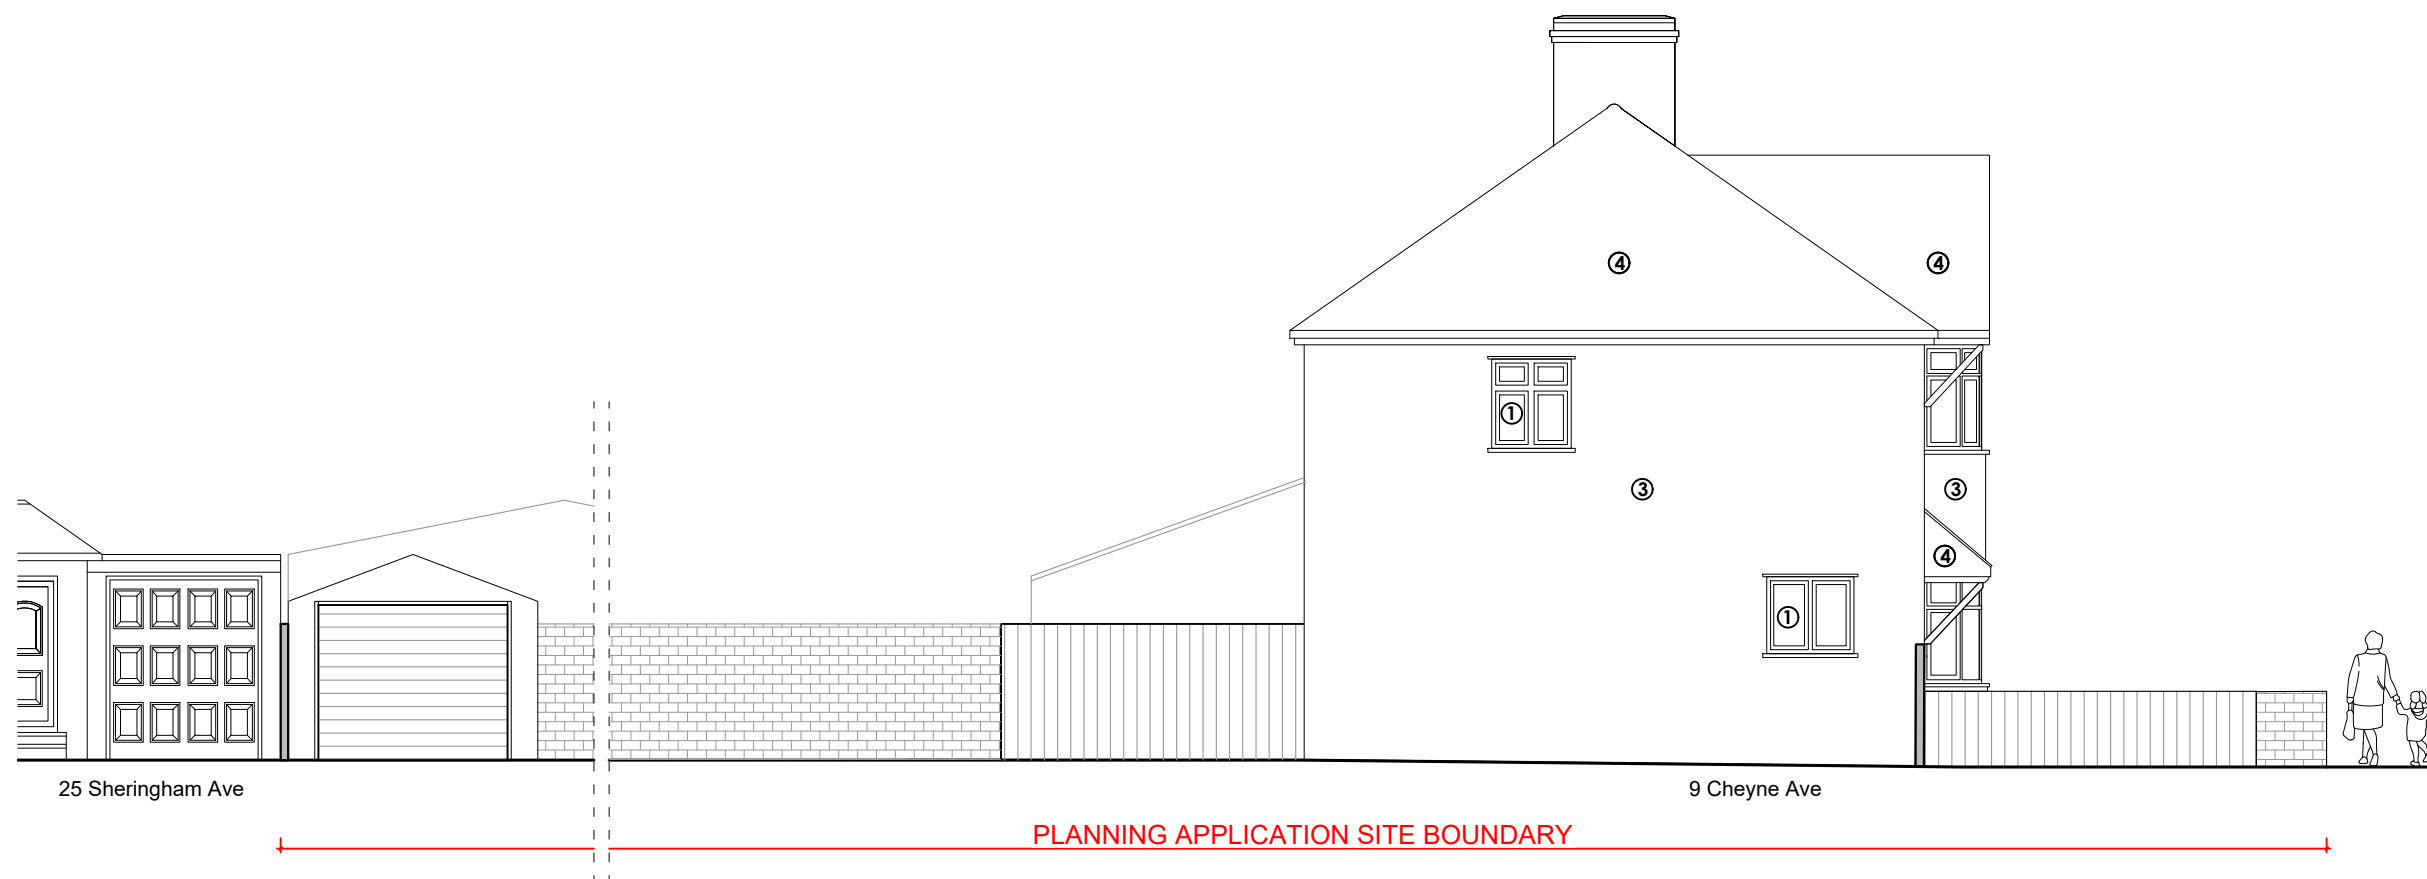 ④ ④
①
③ ③
④
①
25 Sheringham Ave
9 Cheyne Ave
PLANNING APPLICATION SITE BOUNDARY